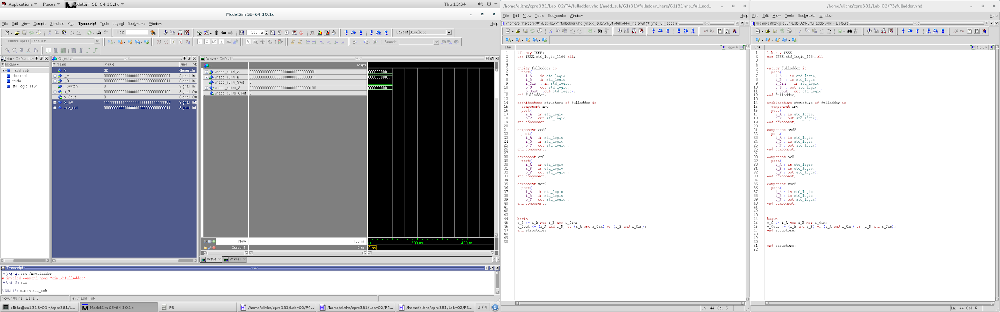 Applications
Places
ModelSim SE-64 10.1c
Thu 13:34
ModelSim SE-64 10.1c
File Edit View Compile Simulate Add Transcript Tools Layout Bookmarks Window
Help
Help
100 ns
Layout Simulate
ColumnLayout Default
Search:
sim - Default
Instance
nadd_sub
standard
textio
std_logic_1164
Objects
Name Value Kind
N 32 Gener... In
i_A 00000000000000000000000000000001 Signal In
i_B 00000000000000000000000000000011 Signal In
i_Switch 0 Signal In
o_S 00000000000000000000000000000100 Signal Ou
o_Cout 0 Signal Ou
b_inv 11111111111111111111111111111100 Signal Inte
mux_out 00000000000000000000000000000011 Signal Inte
Wave - Default
Msgs
/nadd_sub/i_A 00000000000000000000000000000001 000000000...
/nadd_sub/i_B 00000000000000000000000000000011 000000000...
/nadd_sub/i_Swit... 0
/nadd_sub/o_S 00000000000000000000000000000100 000000000...
/nadd_sub/o_Cout 0
Now 100 ns
200 ns 400 ns
Cursor 1 0 ns
0 ns
Wave
Wave1
Transcript
VSIM 14> sim:/nfulladder
# invalid command name "sim:/nfulladder"
VSIM 15> run
VSIM 16> sim:/nadd_sub
Now: 100 ns Delta: 0
sim:/nadd_sub
elithz@co1313-03:~/cpre381/L...
ModelSim SE-64 10.1c
P3
/home/elithz/cpre381/Lab-02/P4...
/home/elithz/cpre381/Lab-02/P4...
/home/elithz/cpre381/Lab-02/P3...
1 / 4
1
/home/elithz/cpre381/Lab-02/P4/fulladder.vhd (/nadd_sub/G1(31)/fulladder_here/G1(31)/ns_full_add...
File Edit View Tools Bookmarks Window
Help
/home/elithz/cpre381/Lab-02/P4/fulladder.vhd (/nadd_sub/G1(31)/fulladder_here/G1(31)/ns_full_adder)
Ln#
Now
1 library IEEE;
2 use IEEE.std_logic_1164.all;
3
4
5 entity fulladder is
6 port(
7 i_A : in std_logic;
8 i_B : in std_logic;
9 i_Cin : in std_logic;
10 o_S : out std_logic;
11 o_Cout :out std_logic);
12 end fulladder;
13
14 architecture structure of fulladder is
15 component inv
16 port(
17 i_A : in std_logic;
18 o_F : out std_logic);
19 end component;
20
21 component and2
22 port(
23 i_A : in std_logic;
24 i_B : in std_logic;
25 o_F : out std_logic);
26 end component;
27
28 component or2
29 port(
30 i_A : in std_logic;
31 i_B : in std_logic;
32 o_F : out std_logic);
33 end component;
34
35 component xor2
36 port(
37 i_A : in std_logic;
38 i_B : in std_logic;
39 o_F : out std_logic);
40 end component;
41
42
43
44 begin
45 o_S <= i_A xor i_B xor i_Cin;
46 o_Cout <= (i_A and i_B) or (i_A and i_Cin) or (i_B and i_Cin);
47 end structure;
48
49
50
Ln: 44 Col: 5
/home/elithz/cpre381/Lab-02/P3/fulladder.vhd
File Edit View Tools Bookmarks Window
Help
/home/elithz/cpre381/Lab-02/P3/fulladder.vhd - Default
Ln#
Now
1 library IEEE;
2 use IEEE.std_logic_1164.all;
3
4
5 entity fulladder is
6 port(
7 i_A : in std_logic;
8 i_B : in std_logic;
9 i_Cin : in std_logic;
10 o_S : out std_logic;
11 o_Cout :out std_logic);
12 end fulladder;
13
14 architecture structure of fulladder is
15 component inv
16 port(
17 i_A : in std_logic;
18 o_F : out std_logic);
19 end component;
20
21 component and2
22 port(
23 i_A : in std_logic;
24 i_B : in std_logic;
25 o_F : out std_logic);
26 end component;
27
28 component or2
29 port(
30 i_A : in std_logic;
31 i_B : in std_logic;
32 o_F : out std_logic);
33 end component;
34
35 component xor2
36 port(
37 i_A : in std_logic;
38 i_B : in std_logic;
39 o_F : out std_logic);
40 end component;
41
42
43
44 begin
45 o_S <= i_A xor i_B xor i_Cin;
46 o_Cout <= (i_A and i_B) or (i_A and i_Cin) or (i_B and i_Cin);
47 end structure;
48
49
50
51 end structure;
52
Ln: 44 Col: 5